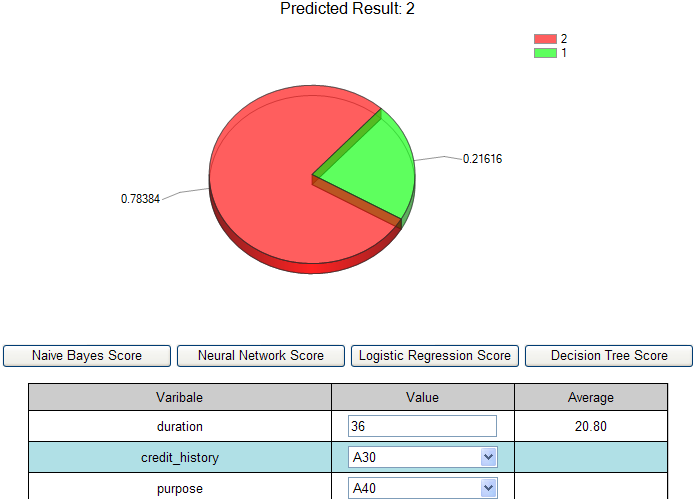 Predicted Result: 2
2
1
0.21616
0.78384
Naive Bayes Score Neural Network Score Logistic Regression Score Decision Tree Score
Varibale Value Average
duration 36 20.80
credit_history A30
purpose A40